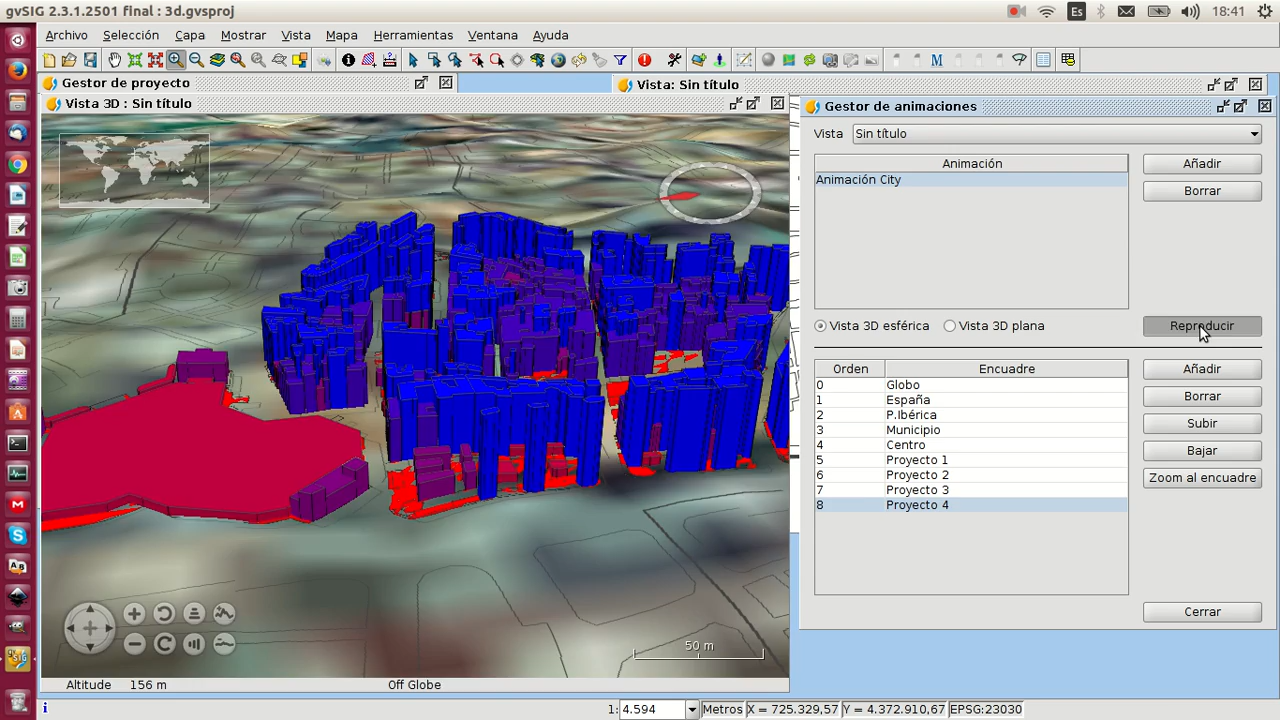 gvSIG 2.3.1.2501 final : 3d.gvsproj
Es
18:41
Archivo Selección Capa Mostrar Vista Mapa Herramientas Ventana Ayuda
Gestor de proyecto
Vista: Sin título
Vista 3D : Sin título
Gestor de animaciones
Vista Sin título
Animación
Añadir
Animación City
Borrar
Vista 3D esférica Vista 3D plana
Reproducir
Orden Encuadre
Añadir
0 Globo
1 España
Borrar
2 P.Ibérica
3 Municipio
Subir
4 Centro
5 Proyecto 1
Bajar
6 Proyecto 2
Zoom al encuadre
7 Proyecto 3
8 Proyecto 4
Cerrar
50 m
Altitude 156 m Off Globe
1: 4.594 Metros X = 725.329,57 Y = 4.372.910,67 EPSG:23030